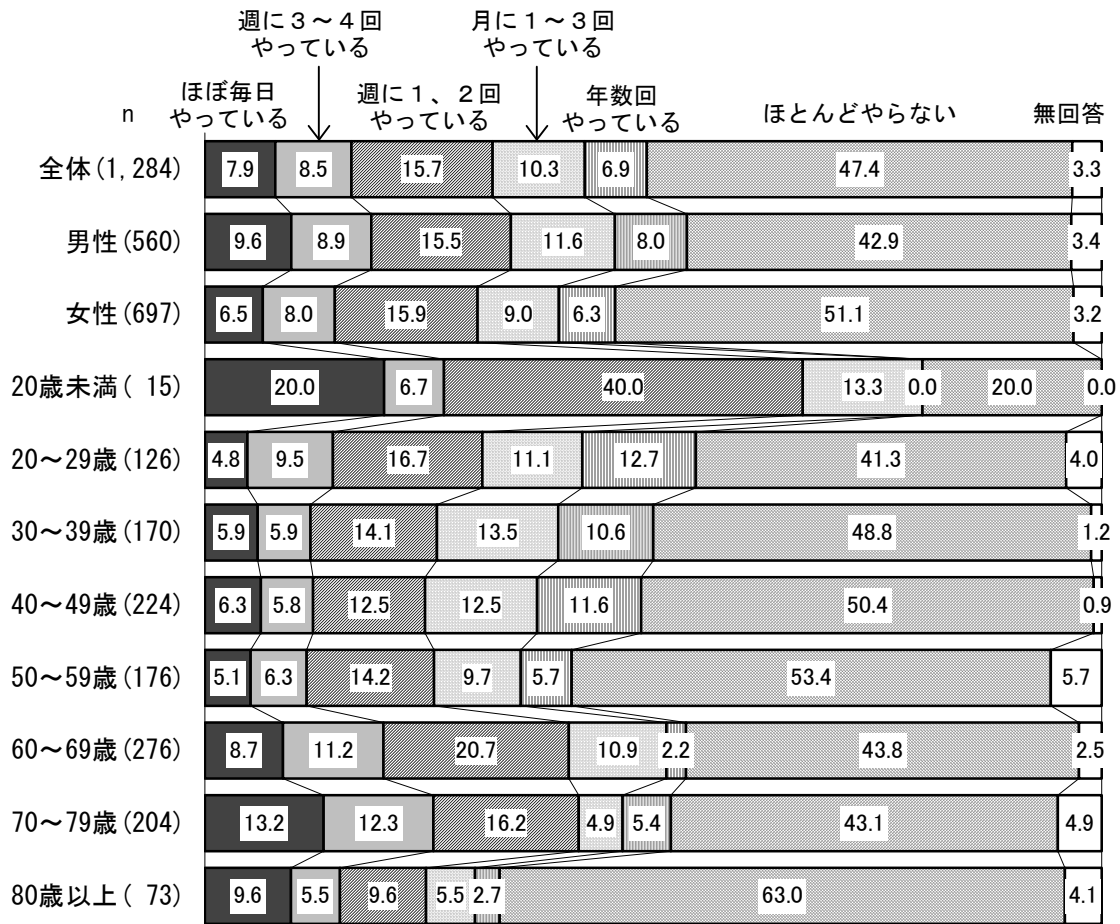 週に３～４回
やっている
月に１～３回
やっている
ほぼ毎日
やっている
週に１、２回
やっている
年数回
やっている
ほとんどやらない
無回答
n
全体(1,284) 7.9 8.5 15.7 10.3 6.9 47.4 3.3
男性(560) 9.6 8.9 15.5 11.6 8.0 42.9 3.4
女性(697) 6.5 8.0 15.9 9.0 6.3 51.1 3.2
20歳未満( 15) 20.0 6.7 40.0 13.3 0.0 20.0 0.0
20～29歳(126) 4.8 9.5 16.7 11.1 12.7 41.3 4.0
30～39歳(170) 5.9 5.9 14.1 13.5 10.6 48.8 1.2
40～49歳(224) 6.3 5.8 12.5 12.5 11.6 50.4 0.9
50～59歳(176) 5.1 6.3 14.2 9.7 5.7 53.4 5.7
60～69歳(276) 8.7 11.2 20.7 10.9 2.2 43.8 2.5
70～79歳(204) 13.2 12.3 16.2 4.9 5.4 43.1 4.9
80歳以上( 73) 9.6 5.5 9.6 5.5 2.7 63.0 4.1